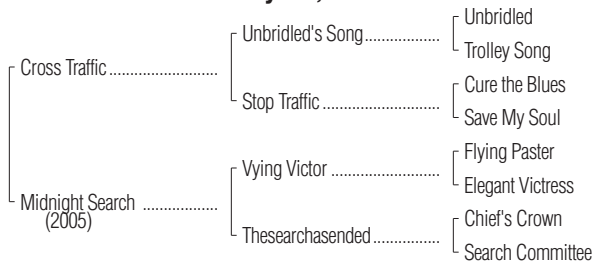 Unbridled
Unbridled's Song..................
Trolley Song
Cross Traffic..........................
Cure the Blues
Stop Traffic .............................
Save My Soul
Flying Paster
Vying Victor ..........................
Elegant Victress
Midnight Search ..................
(2005)
Chief's Crown
Thesearchasended................
Search Committee